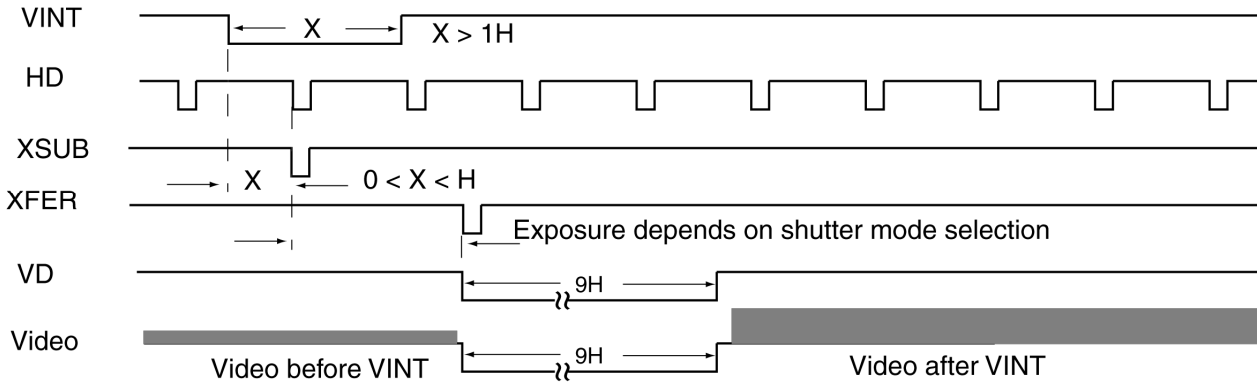 VINT
X
X > 1H
HD
XSUB
X
0 < X < H
XFER
Exposure depends on shutter mode selection
VD
9H
Video
9H
Video before VINT
Video after VINT